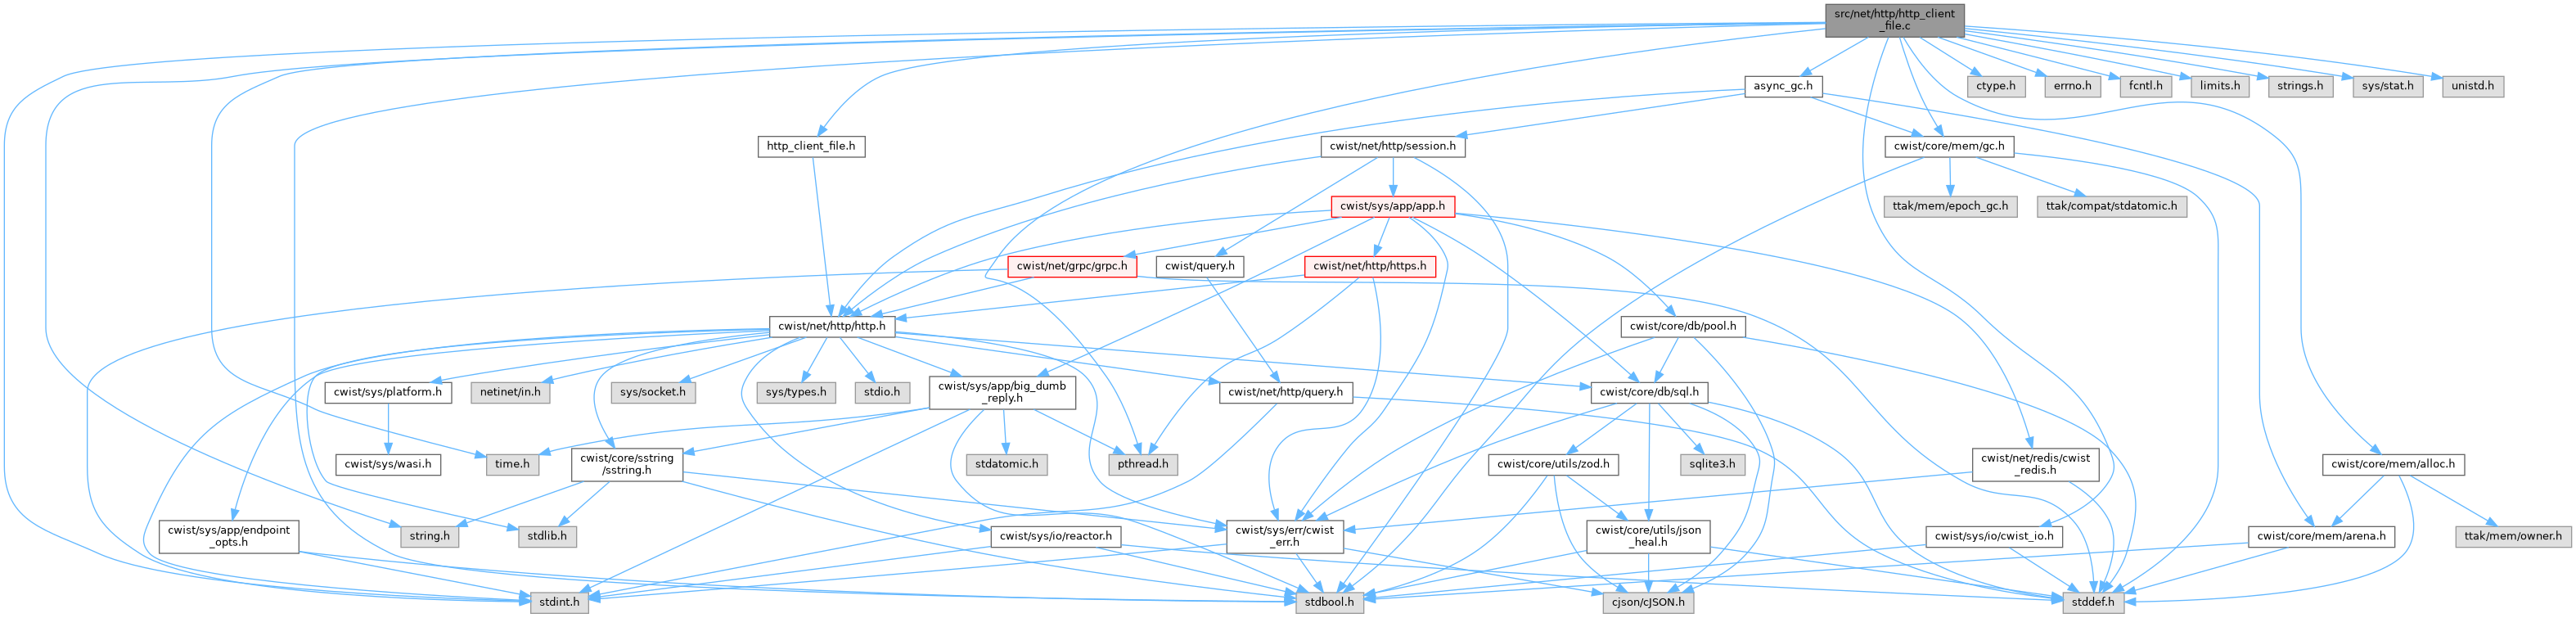 src/net/http/http_client
_file.c
async_gc.h
ctype.h
errno.h
fcntl.h
limits.h
strings.h
sys/stat.h
unistd.h
http_client_file.h
cwist/net/http/session.h
cwist/core/mem/gc.h
cwist/sys/app/app.h
ttak/mem/epoch_gc.h
ttak/compat/stdatomic.h
cwist/net/grpc/grpc.h
cwist/query.h
cwist/net/http/https.h
cwist/net/http/http.h
cwist/core/db/pool.h
cwist/sys/platform.h
netinet/in.h
sys/socket.h
sys/types.h
stdio.h
cwist/sys/app/big_dumb
_reply.h
cwist/net/http/query.h
cwist/core/db/sql.h
cwist/sys/wasi.h
time.h
cwist/core/sstring
/sstring.h
stdatomic.h
pthread.h
cwist/core/utils/zod.h
sqlite3.h
cwist/net/redis/cwist
_redis.h
cwist/core/mem/alloc.h
cwist/sys/app/endpoint
_opts.h
string.h
stdlib.h
cwist/sys/io/reactor.h
cwist/sys/err/cwist
_err.h
cwist/core/utils/json
_heal.h
cwist/sys/io/cwist_io.h
cwist/core/mem/arena.h
ttak/mem/owner.h
stdint.h
stdbool.h
cjson/cJSON.h
stddef.h